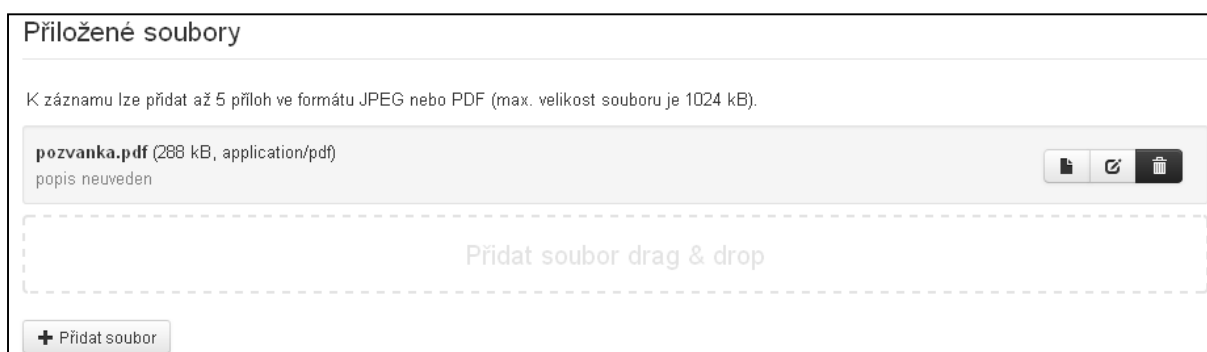 Přiložené soubory
K záznamu lze přidat až 5 příloh ve formátu JPEG nebo PDF (max. velikost souboru je 1024 kB).
pozvanka.pdf (288 kB, application/pdf)
popis neuveden
Přidat soubor drag & drop
Přidat soubor